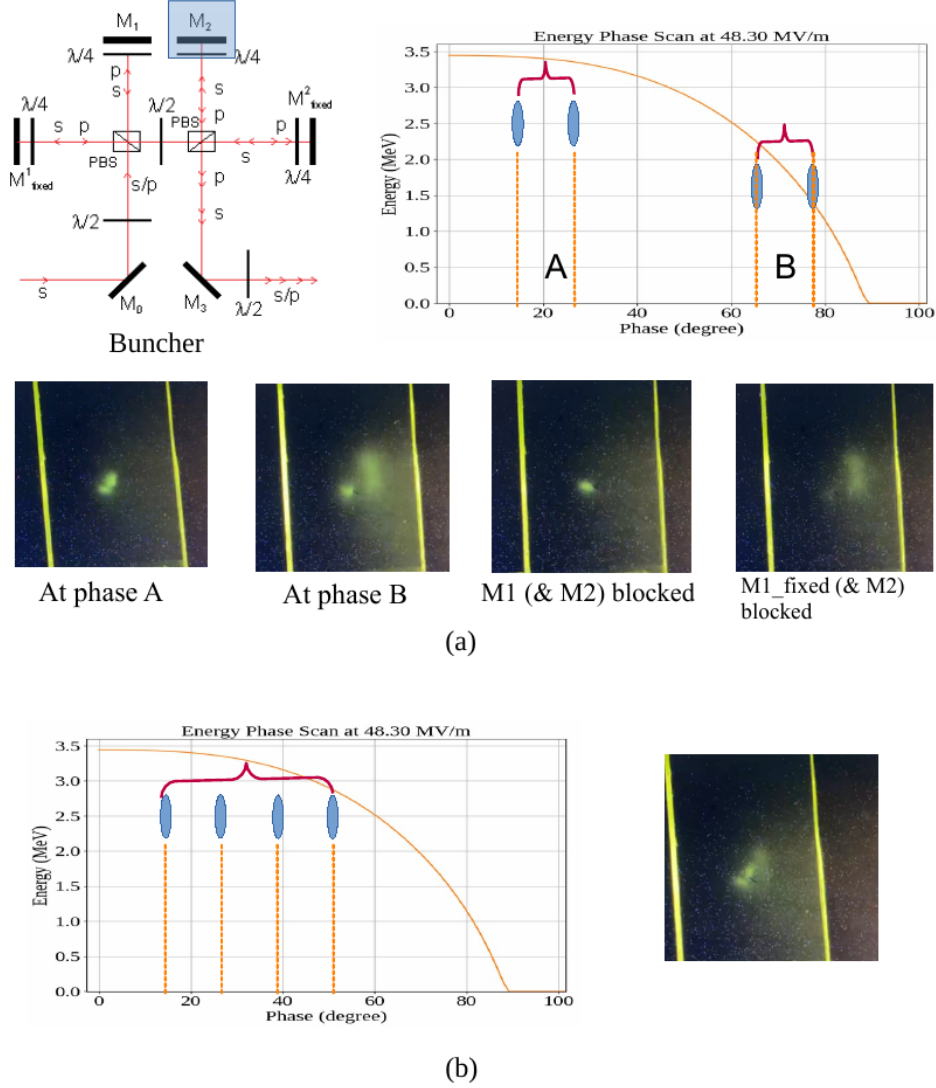 M₁
M₂
λ/4
λ/4
p
s
s
p
λ/4
s
p
λ/2
PBS
p
M²fixed
PBS
s
λ/4
M¹fixed
p
s/p
s
λ/2
s
M₀
M₃
λ/2
s/p
Buncher
Energy Phase Scan at 48.30 MV/m
Energy (MeV)
3.5
3.0
2.5
2.0
1.5
1.0
0.5
0.0
A
B
0
20
40
60
80
100
Phase (degree)
At phase A
At phase B
M1 (& M2) blocked
M1_fixed (& M2)
blocked
(a)
Energy Phase Scan at 48.30 MV/m
Energy (MeV)
3.5
3.0
2.5
2.0
1.5
1.0
0.5
0.0
0
20
40
60
80
100
Phase (degree)
(b)